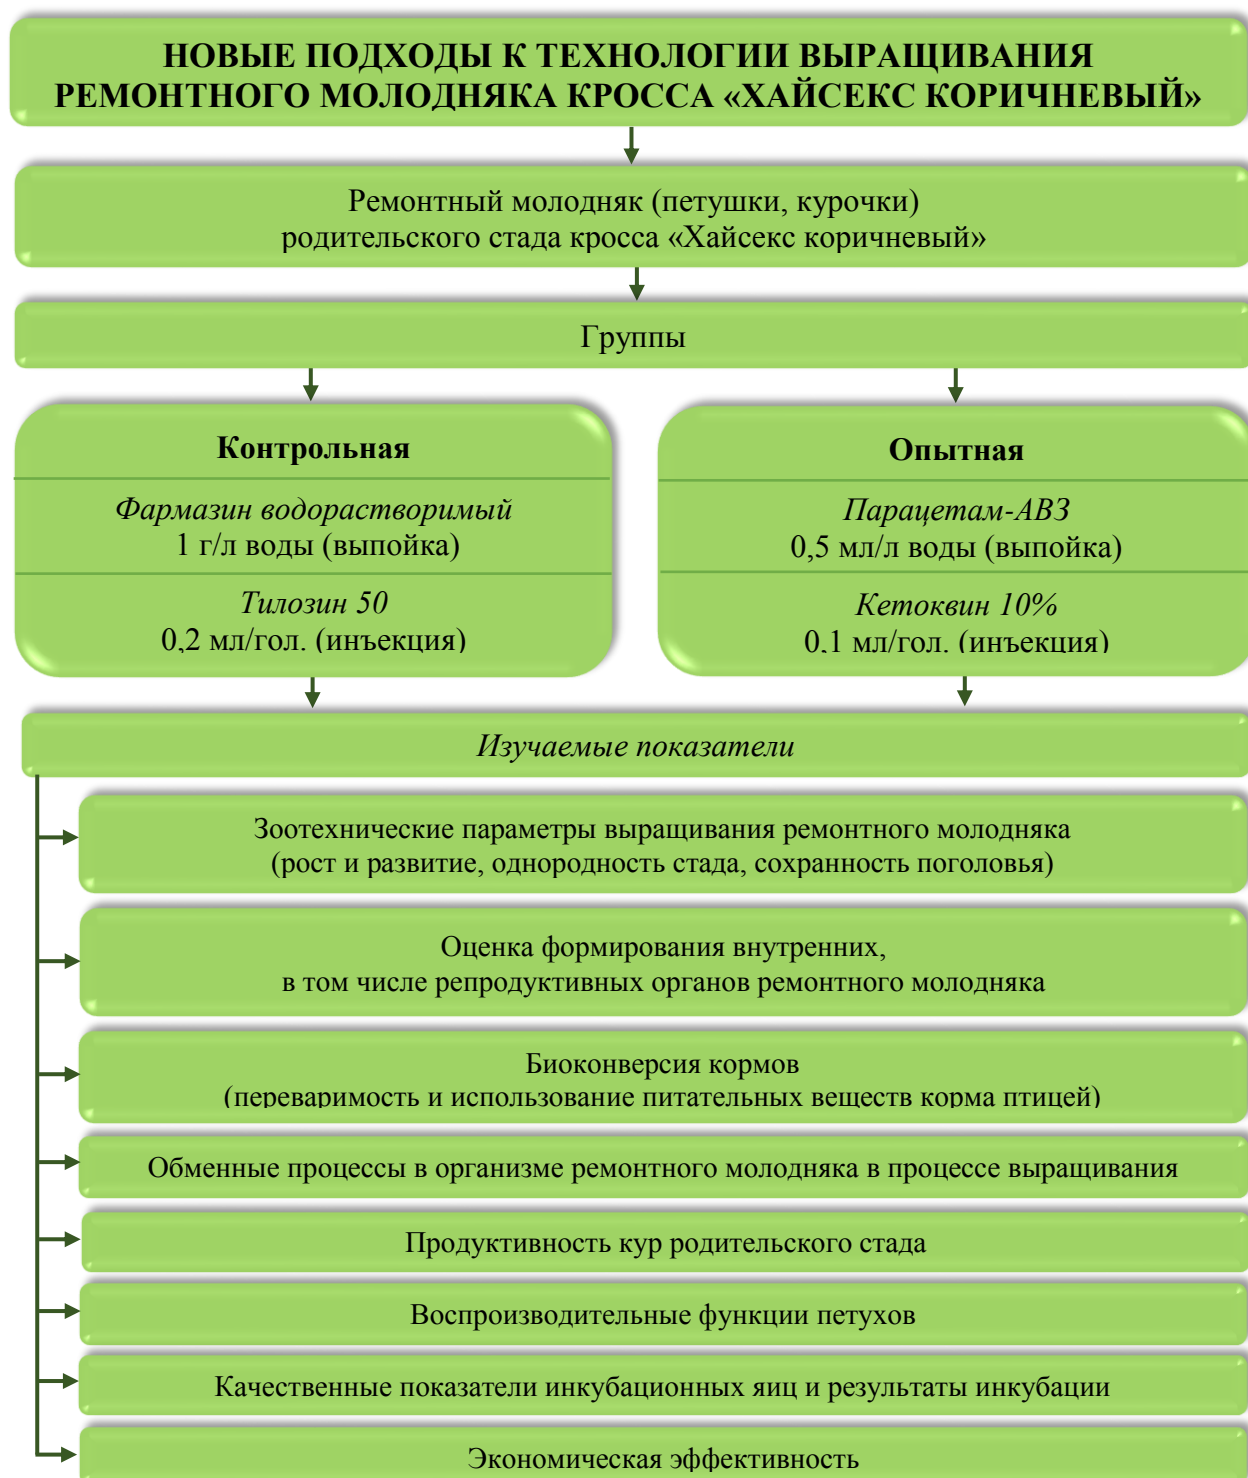 НОВЫЕ ПОДХОДЫ К ТЕХНОЛОГИИ ВЫРАЩИВАНИЯ
РЕМОНТНОГО МОЛОДНЯКА КРОССА «ХАЙСЕКС КОРИЧНЕВЫЙ»
Ремонтный молодняк (петушки, курочки)
родительского стада кросса «Хайсекс коричневый»
Группы
Контрольная
Фармазин водорастворимый
1 г/л воды (выпойка)
Тилозин 50
0,2 мл/гол. (инъекция)
Опытная
Парацетам-АВЗ
0,5 мл/л воды (выпойка)
Кетоквин 10%
0,1 мл/гол. (инъекция)
Изучаемые показатели
Зоотехнические параметры выращивания ремонтного молодняка
(рост и развитие, однородность стада, сохранность поголовья)
Оценка формирования внутренних,
в том числе репродуктивных органов ремонтного молодняка
Биоконверсия кормов
(переваримость и использование питательных веществ корма птицей)
Обменные процессы в организме ремонтного молодняка в процессе выращивания
Продуктивность кур родительского стада
Воспроизводительные функции петухов
Качественные показатели инкубационных яиц и результаты инкубации
Экономическая эффективность